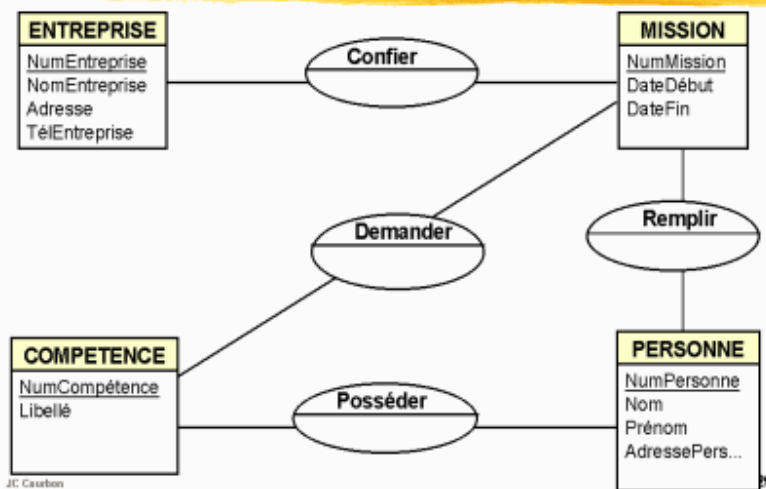 ENTREPRISE
NumEntreprise
NomEntreprise
Adresse
TélEntreprise
Confier
MISSION
NumMission
DateDébut
DateFin
Demander
Remplir
COMPETENCE
NumCompétence
Libellé
Posséder
PERSONNE
NumPersonne
Nom
Prénom
AdressePers...
JC Courbon